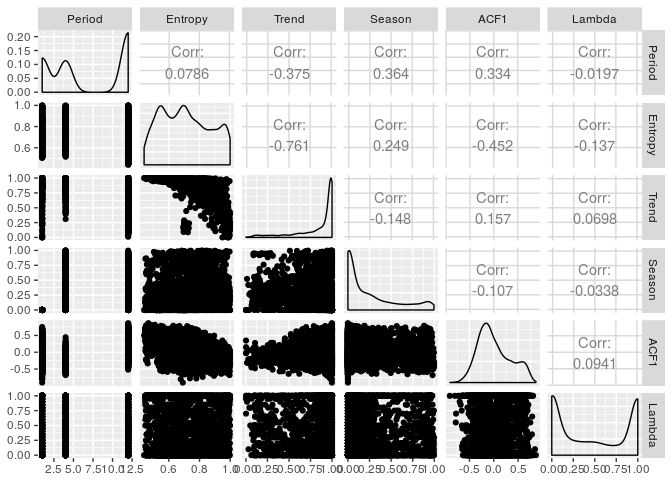 Period Entropy Trend Season ACF1 Lambda
0.20
0.15
0.10
0.05
0.00
Corr:
0.0786
Corr:
-0.375
Corr:
0.364
Corr:
0.334
Corr:
-0.0197
Period
1.0
0.8
0.6
Corr:
-0.761
Corr:
0.249
Corr:
-0.452
Corr:
-0.137
Entropy
1.00
0.75
0.50
0.25
0.00
Corr:
-0.148
Corr:
0.157
Corr:
0.0698
Trend
1.00
0.75
0.50
0.25
0.00
Corr:
-0.107
Corr:
-0.0338
Season
0.5
0.0
-0.5
Corr:
0.0941
ACF1
1.00
0.75
0.50
0.25
0.00
Lambda
2.5 5.0 7.5 10.0 12.5 0.6 0.8 1.0 0.00 0.25 0.50 0.75 1.00 0.00 0.25 0.50 0.75 1.00 -0.5 0.0 0.5 0.00 0.25 0.50 0.75 1.00